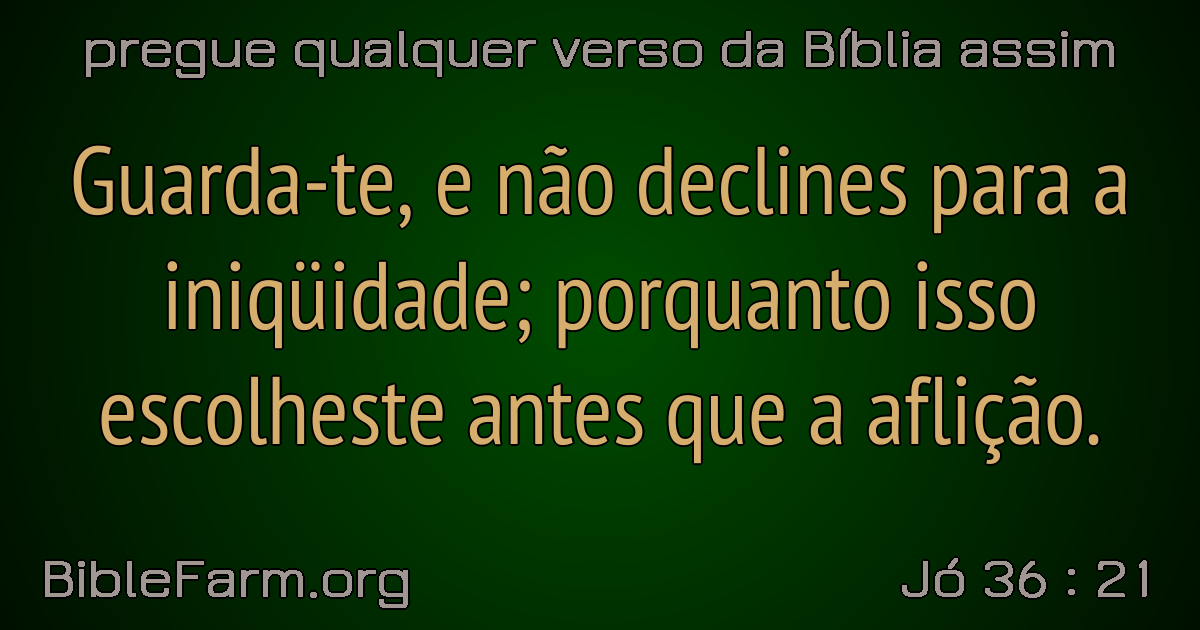 pregue qualquer verso da Bíblia assim
Guarda-te, e não declines para a
iniqüidade; porquanto isso
escolheste antes que a aflição.
BibleFarm.org
Jó 36 : 21